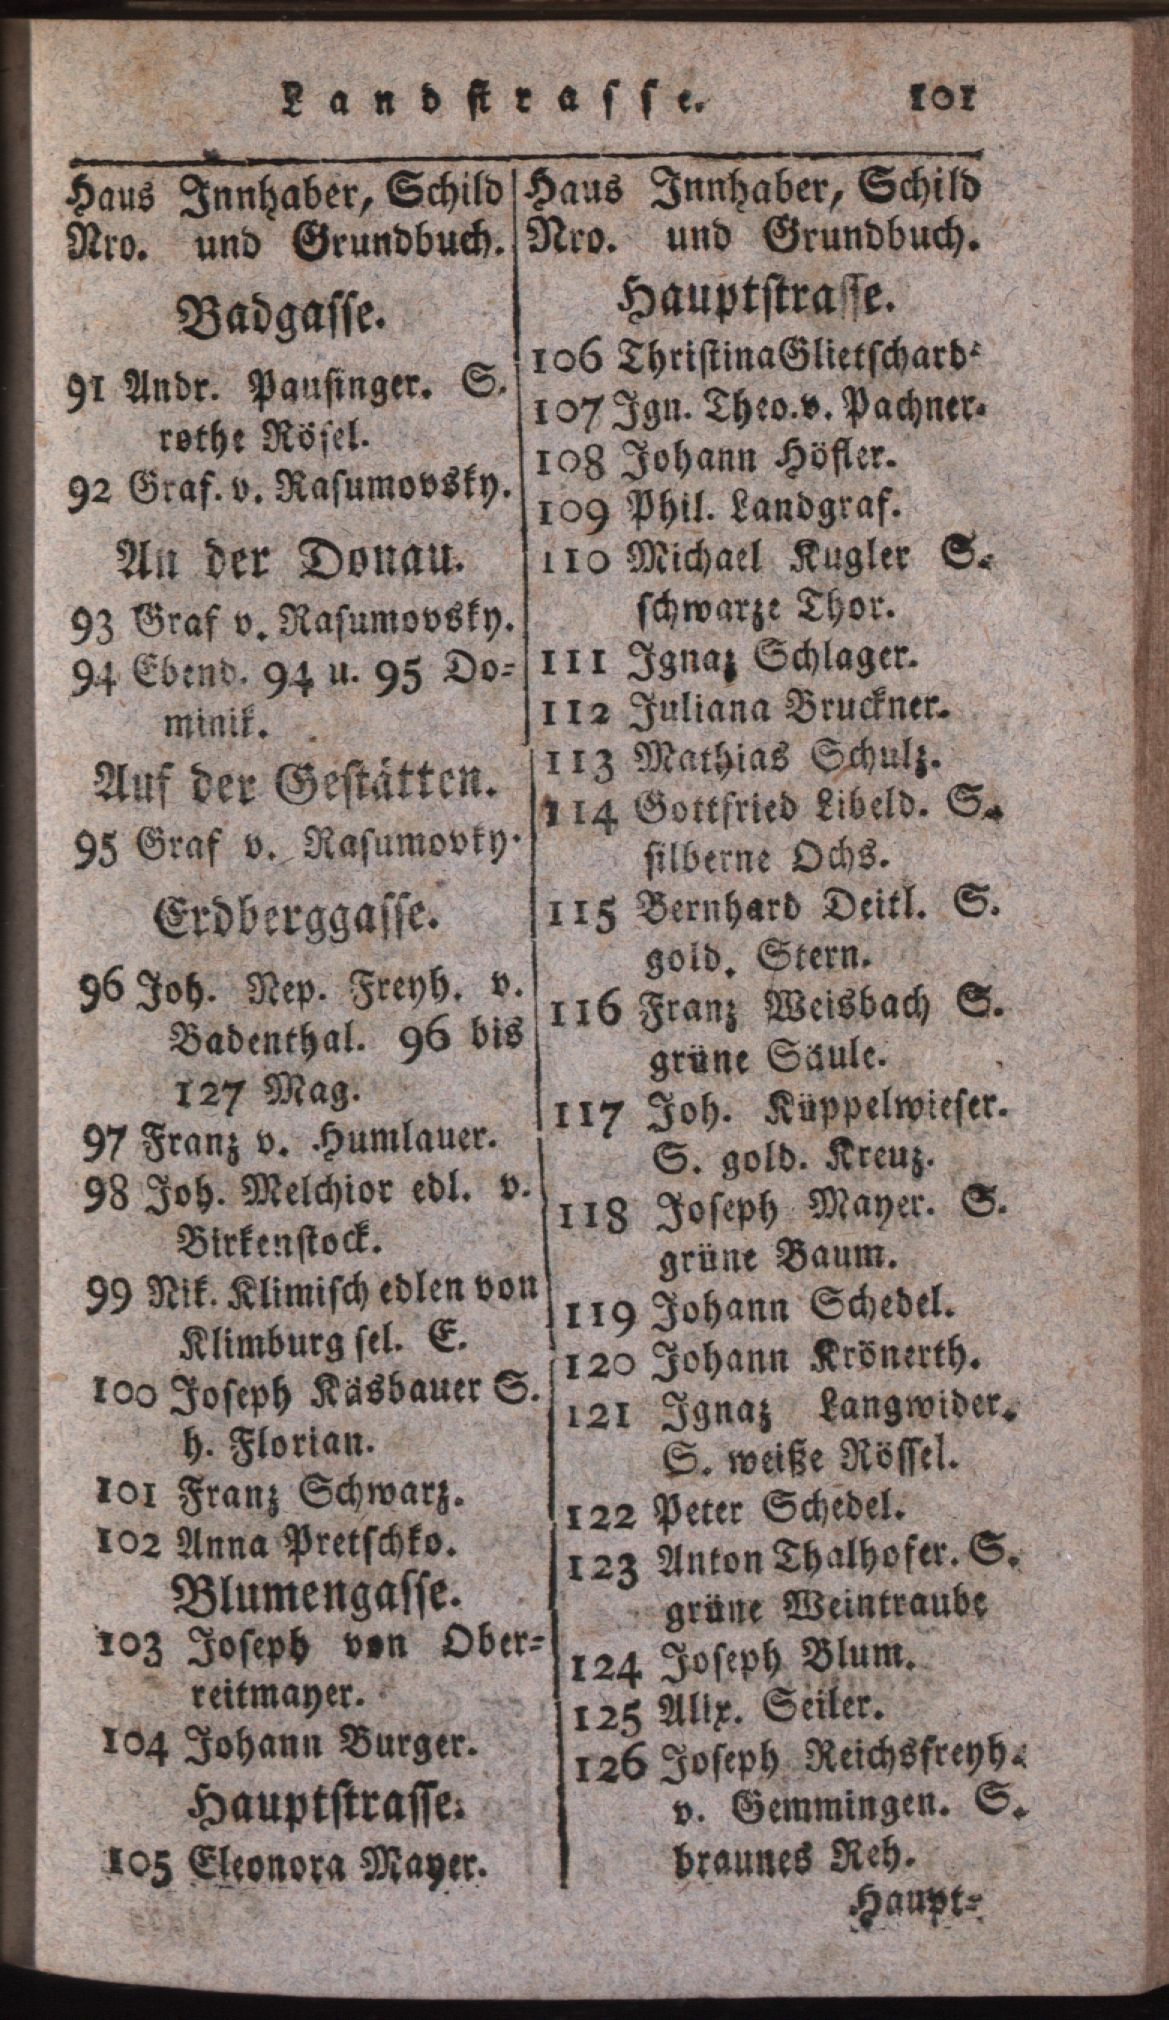 Landstrasse. 101
Haus Innhaber, Schild
Nro. und Grundbuch.
Badgasse.
91 Andr. Pausinger. S.
rothe Rösel.
92 Graf. v. Rasumovsky.
An der Donau.
93 Graf v. Rasumovsky.
94 Ebend. 94 u. 95 Do-
minik.
Auf der Gestätten.
95 Graf v. Rasumovky.
Erdberggasse.
96 Joh. Nep. Freyh. v.
Badenthal. 96 bis
127 Mag.
97 Franz v. Humlauer.
98 Joh. Melchior edl. v.
Birkenstock.
99 Nik. Klimisch edlen von
Klimburg sel. E.
100 Joseph Käsbauer S.
h. Florian.
101 Franz Schwarz.
102 Anna Pretschko.
Blumengasse.
103 Joseph von Ober-
reitmayer.
104 Johann Burger.
Hauptstrasse.
105 Eleonora Mayer.
Haus Innhaber, Schild
Nro. und Grundbuch.
Hauptstrasse.
106 Thristina Glietschard-
107 Ign. Theo. v. Pachner.
108 Johann Höfler.
109 Phil. Landgraf.
110 Michael Kugler S.
schwarze Thor.
111 Ignaz Schlager.
112 Juliana Bruckner.
113 Mathias Schulz.
114 Gottfried Libeld. S.
silberne Ochs.
115 Bernhard Deitl. S.
gold. Stern.
116 Franz Weisbach S.
grüne Säule.
117 Joh. Küppelwieser.
S. gold. Kreuz.
118 Joseph Mayer. S.
grüne Baum.
119 Johann Schedel.
120 Johann Krönerth.
121 Ignaz Langwider.
S. weiße Rössel.
122 Peter Schedel.
123 Anton Thalhofer. S.
grüne Weintraube
124 Joseph Blum.
125 Alix. Seiler.
126 Joseph Reichsfreyh.
v. Gemmingen. S.
braunes Reh.
Haupt-